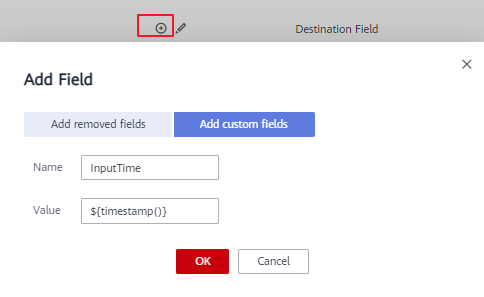 Destination Field
Add Field
Add removed fields Add custom fields
Name InputTime
Value ${timestamp()}
OK Cancel